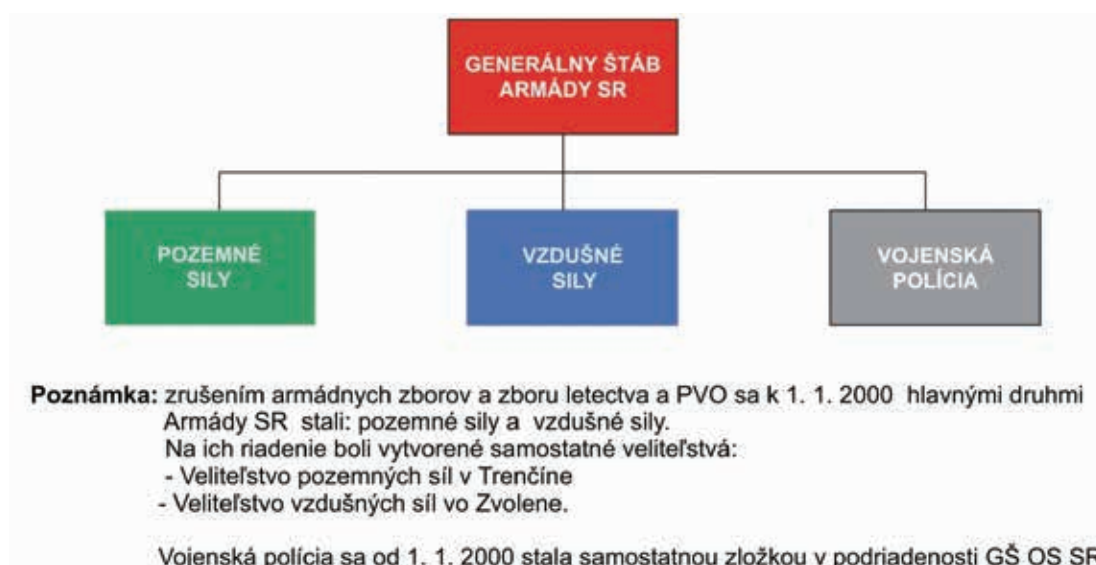 GENERÁLNY ŠTÁB
ARMÁDY SR
POZEMNÉ
SILY
VZDUŠNÉ
SILY
VOJENSKÁ
POLÍCIA
Poznámka: zrušením armádnych zborov a zboru letectva a PVO sa k 1. 1. 2000 hlavnými druhmi
Armády SR stali: pozemné sily a vzdušné sily.
Na ich riadenie boli vytvorené samostatné veliteľstvá:
- Veliteľstvo pozemných síl v Trenčíne
- Veliteľstvo vzdušných síl vo Zvolene.
Vojenská polícia sa od 1. 1. 2000 stala samostatnou zložkou v podriadenosti GŠ OS SR